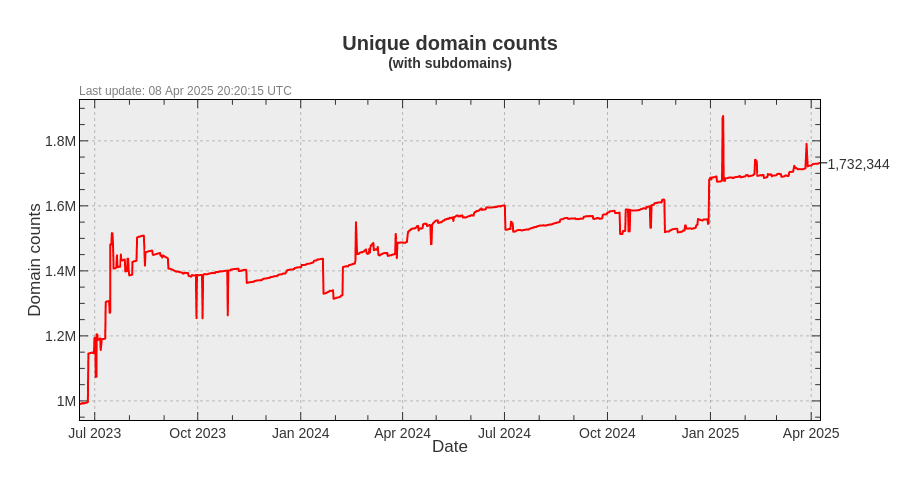 Unique domain counts
(with subdomains)
Last update: 08 Apr 2025 20:20:15 UTC
1.8M
1,732,344
1.6M
1.4M
1.2M
1M
Domain counts
Jul 2023 Oct 2023 Jan 2024 Apr 2024 Jul 2024 Oct 2024 Jan 2025 Apr 2025
Date